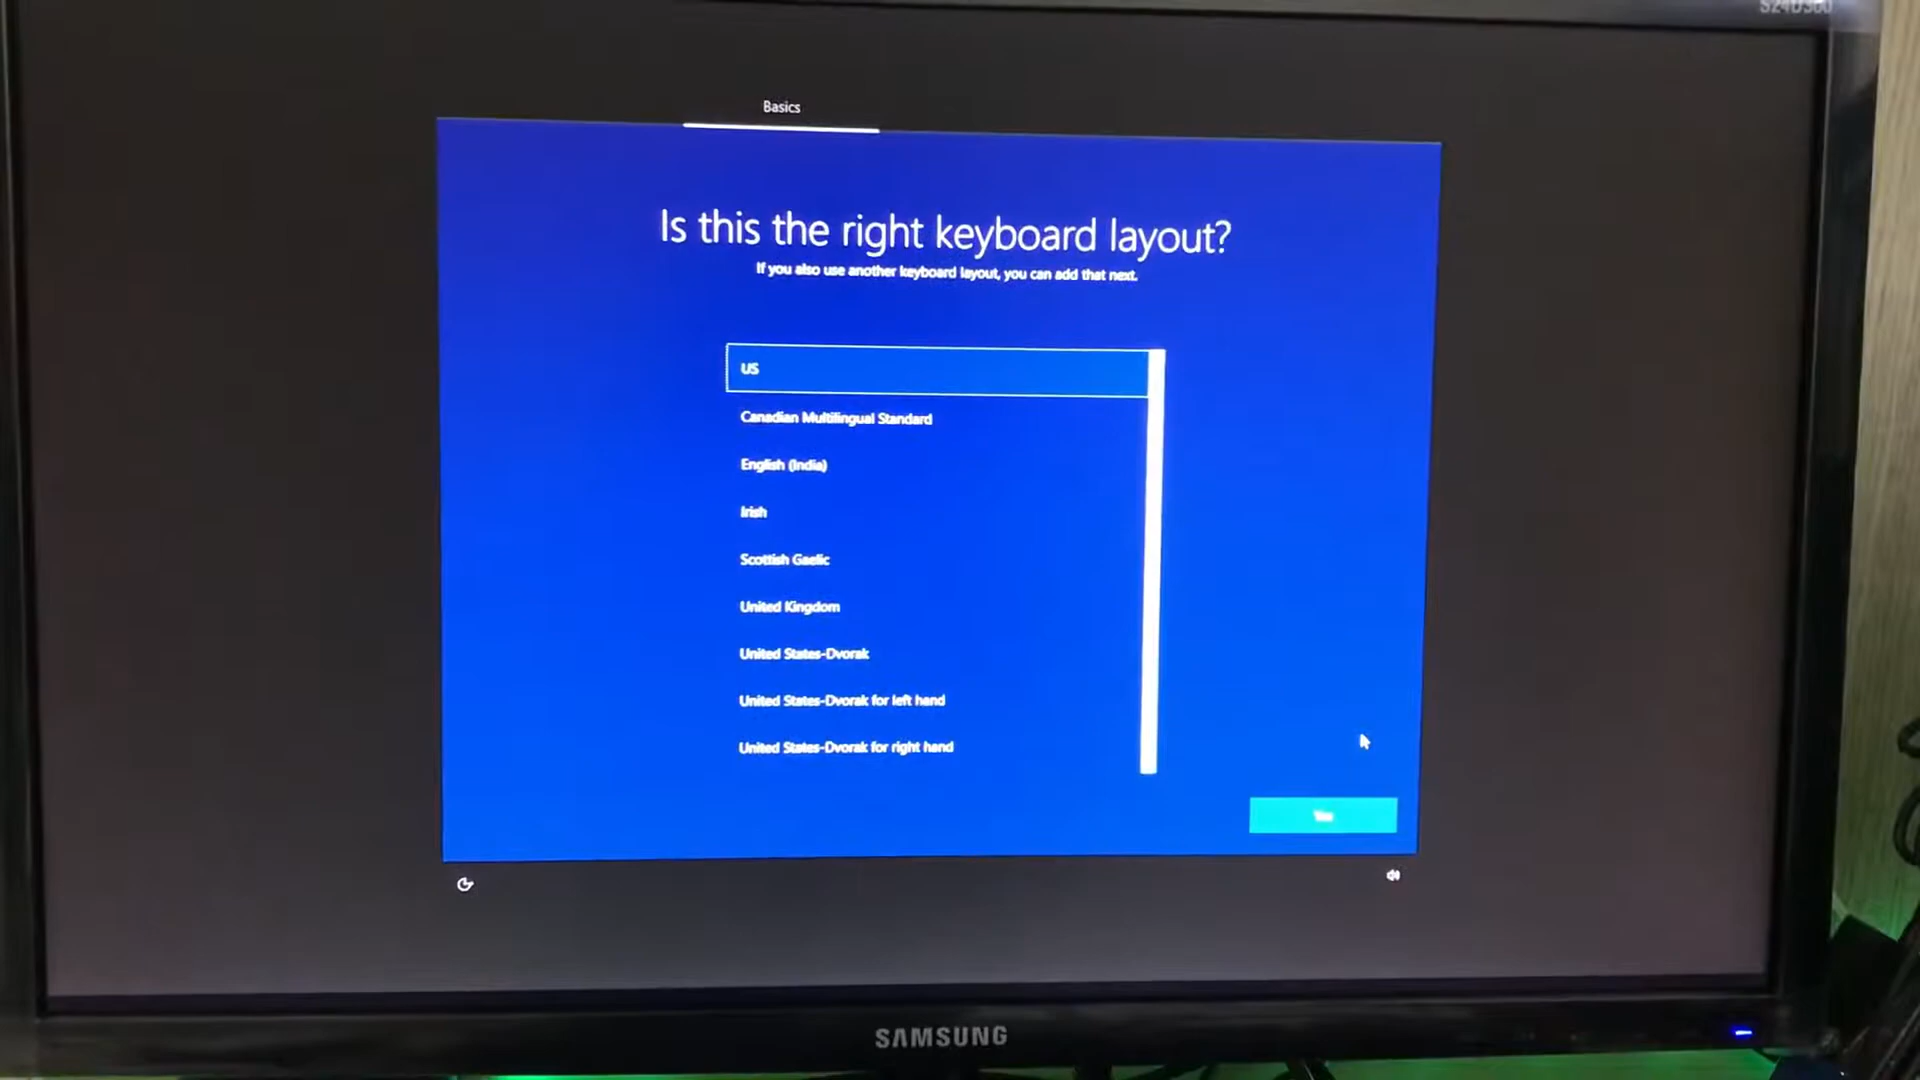 S24D300
Basics
Is this the right keyboard layout?
If you also use another keyboard layout, you can add that next.
US
Canadian Multilingual Standard
English (India)
Irish
Scottish Gaelic
United Kingdom
United States-Dvorak
United States-Dvorak for left hand
United States-Dvorak for right hand
Yes
SAMSUNG